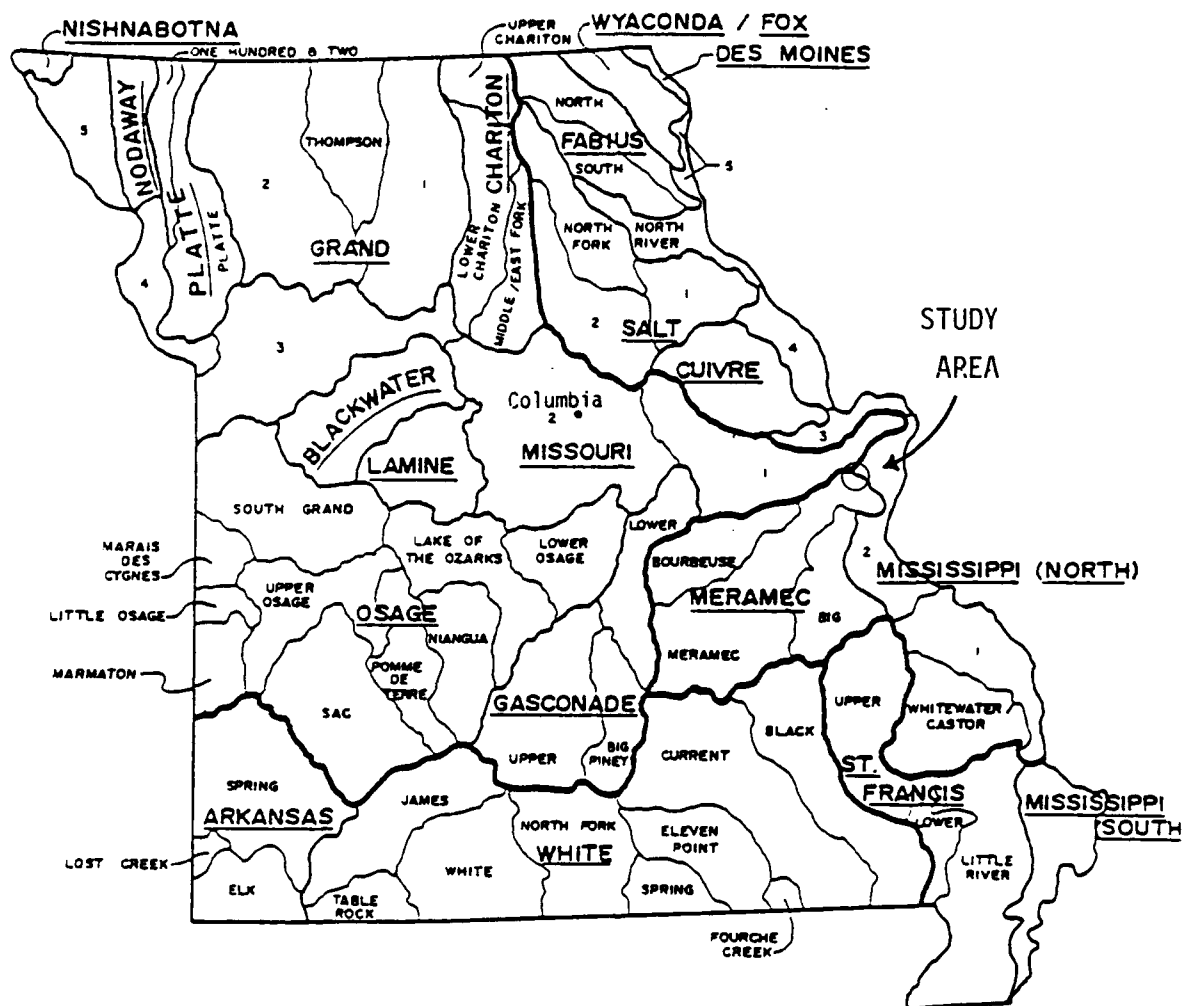 NISHNABOTNA
ONE HUNDRED & TWO
UPPER
CHARITON
WYACONDA / FOX
DES MOINES
5
NODAWAY
PLATTE
PLATTE
4
2
THOMPSON
1
GRAND
LOWER
CHARITON
CHARITON
MIDDLE / EAST FORK
NORTH
FABIUS
SOUTH
5
NORTH
FORK
NORTH
RIVER
1
2
SALT
CUIVRE
4
STUDY
AREA
3
3
BLACKWATER
LAMINE
Columbia
2
MISSOURI
1
SOUTH GRAND
MARAIS
DES
CYGNES
LITTLE OSAGE
MARMATON
UPPER
OSAGE
OSAGE
LAKE OF
THE OZARKS
LOWER
OSAGE
LOWER
NIANGUA
POMME
DE
TERRE
SAC
BOURBEUSE
MERAMEC
BIG
MERAMEC
2
MISSISSIPPI (NORTH)
1
GASCONADE
UPPER
BIG
PINEY
CURRENT
BLACK
UPPER
WHITEWATER
CASTOR
ST.
FRANCIS
LOWER
MISSISSIPPI
SOUTH
SPRING
ARKANSAS
LOST CREEK
ELK
JAMES
TABLE
ROCK
WHITE
NORTH FORK
WHITE
ELEVEN
POINT
SPRING
FOURCHE
CREEK
LITTLE
RIVER